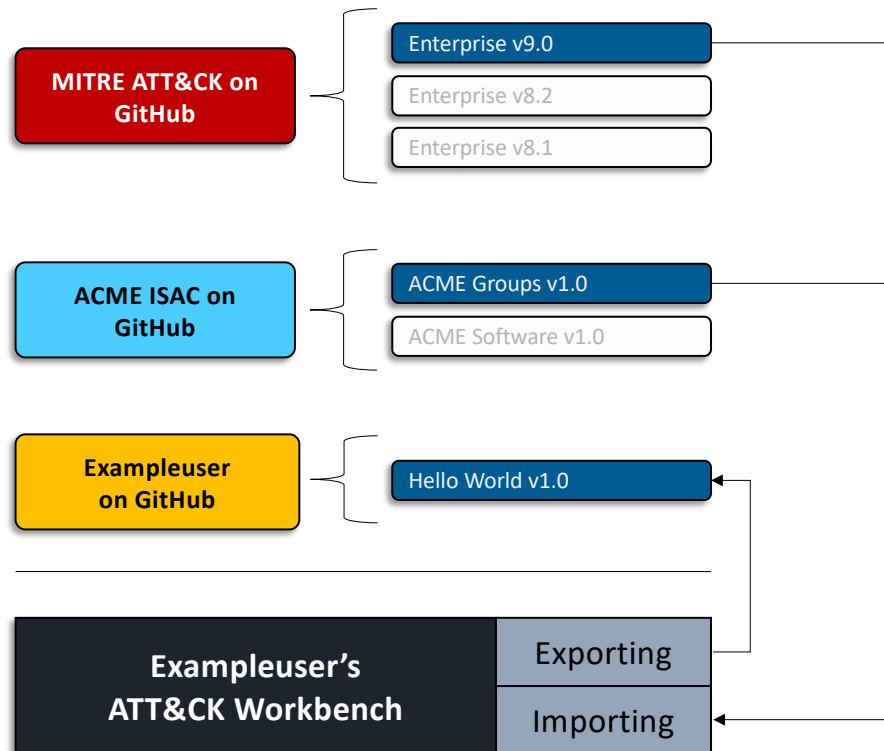 MITRE ATT&CK on
GitHub
Enterprise v9.0
Enterprise v8.2
Enterprise v8.1
ACME ISAC on
GitHub
ACME Groups v1.0
ACME Software v1.0
Exampleuser
on GitHub
Hello World v1.0
Exampleuser’s
ATT&CK Workbench
Exporting
Importing